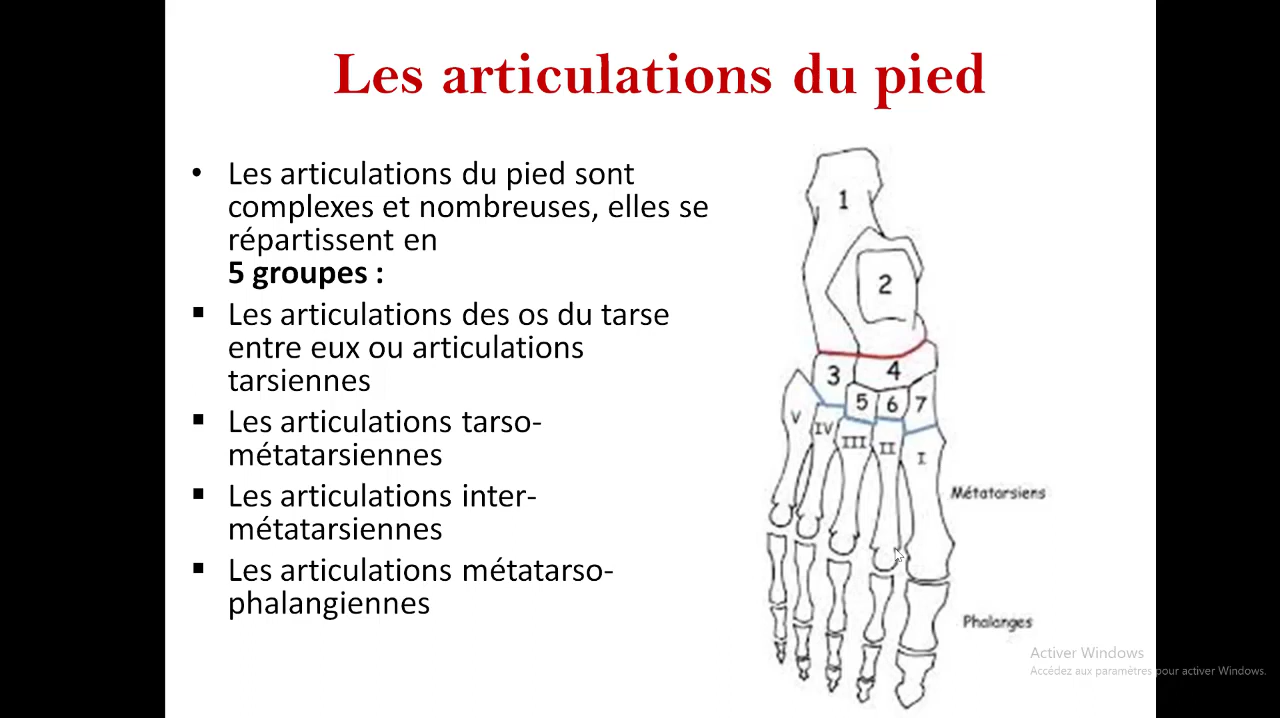 Les articulations du pied
• Les articulations du pied sont
complexes et nombreuses, elles se
répartissent en
5 groupes :
▪ Les articulations des os du tarse
entre eux ou articulations
tarsiennes
▪ Les articulations tarso-
métatarsiennes
▪ Les articulations inter-
métatarsiennes
▪ Les articulations métatarso-
phalangiennes
1
2
3
4
5
6
7
V
IV
III
II
I
Métatarsiens
Phalanges
Activer Windows
Accédez aux paramètres pour activer Windows.